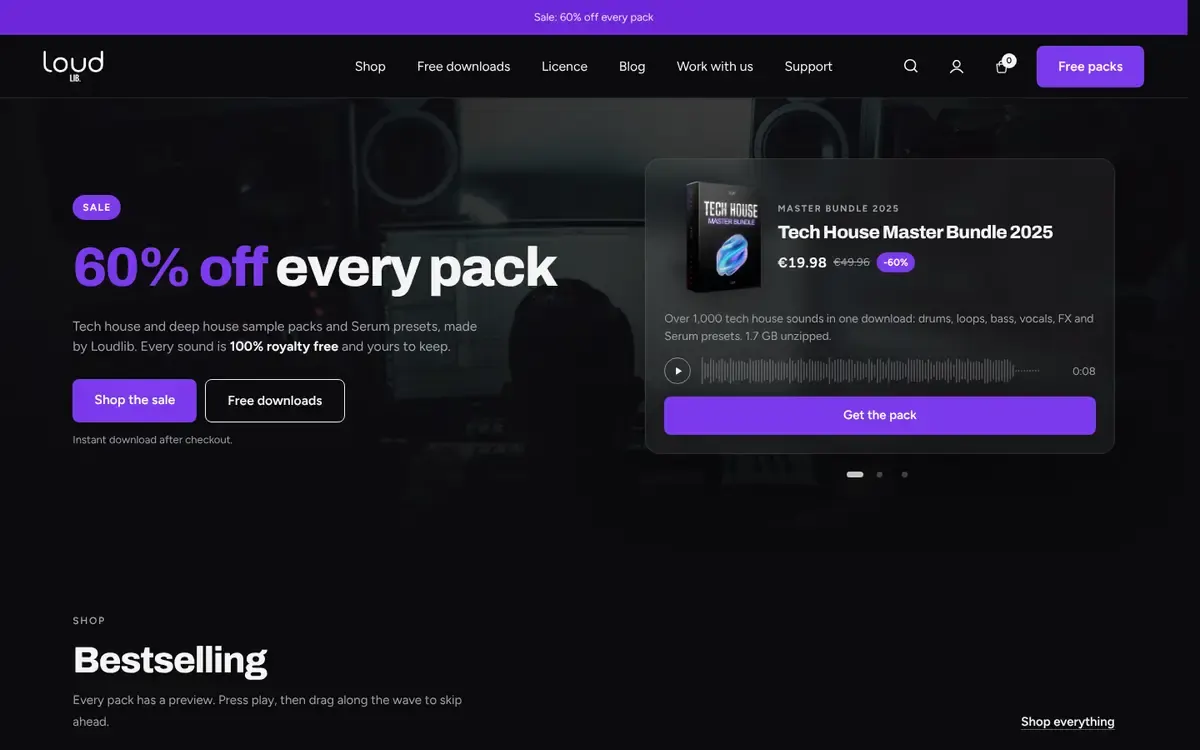 Sale: 60% off every pack
loud
LIB.
Shop
Free downloads
Licence
Blog
Work with us
Support
0
Free packs
SALE
60% off every pack
Tech house and deep house sample packs and Serum presets, made
by Loudlib. Every sound is 100% royalty free and yours to keep.
Shop the sale
Free downloads
Instant download after checkout.
TECH HOUSE
MASTER BUNDLE
MASTER BUNDLE 2025
Tech House Master Bundle 2025
€19.98 €49.96 -60%
Over 1,000 tech house sounds in one download: drums, loops, bass, vocals, FX and
Serum presets. 1.7 GB unzipped.
0:08
Get the pack
SHOP
Bestselling
Every pack has a preview. Press play, then drag along the wave to skip
ahead.
Shop everything